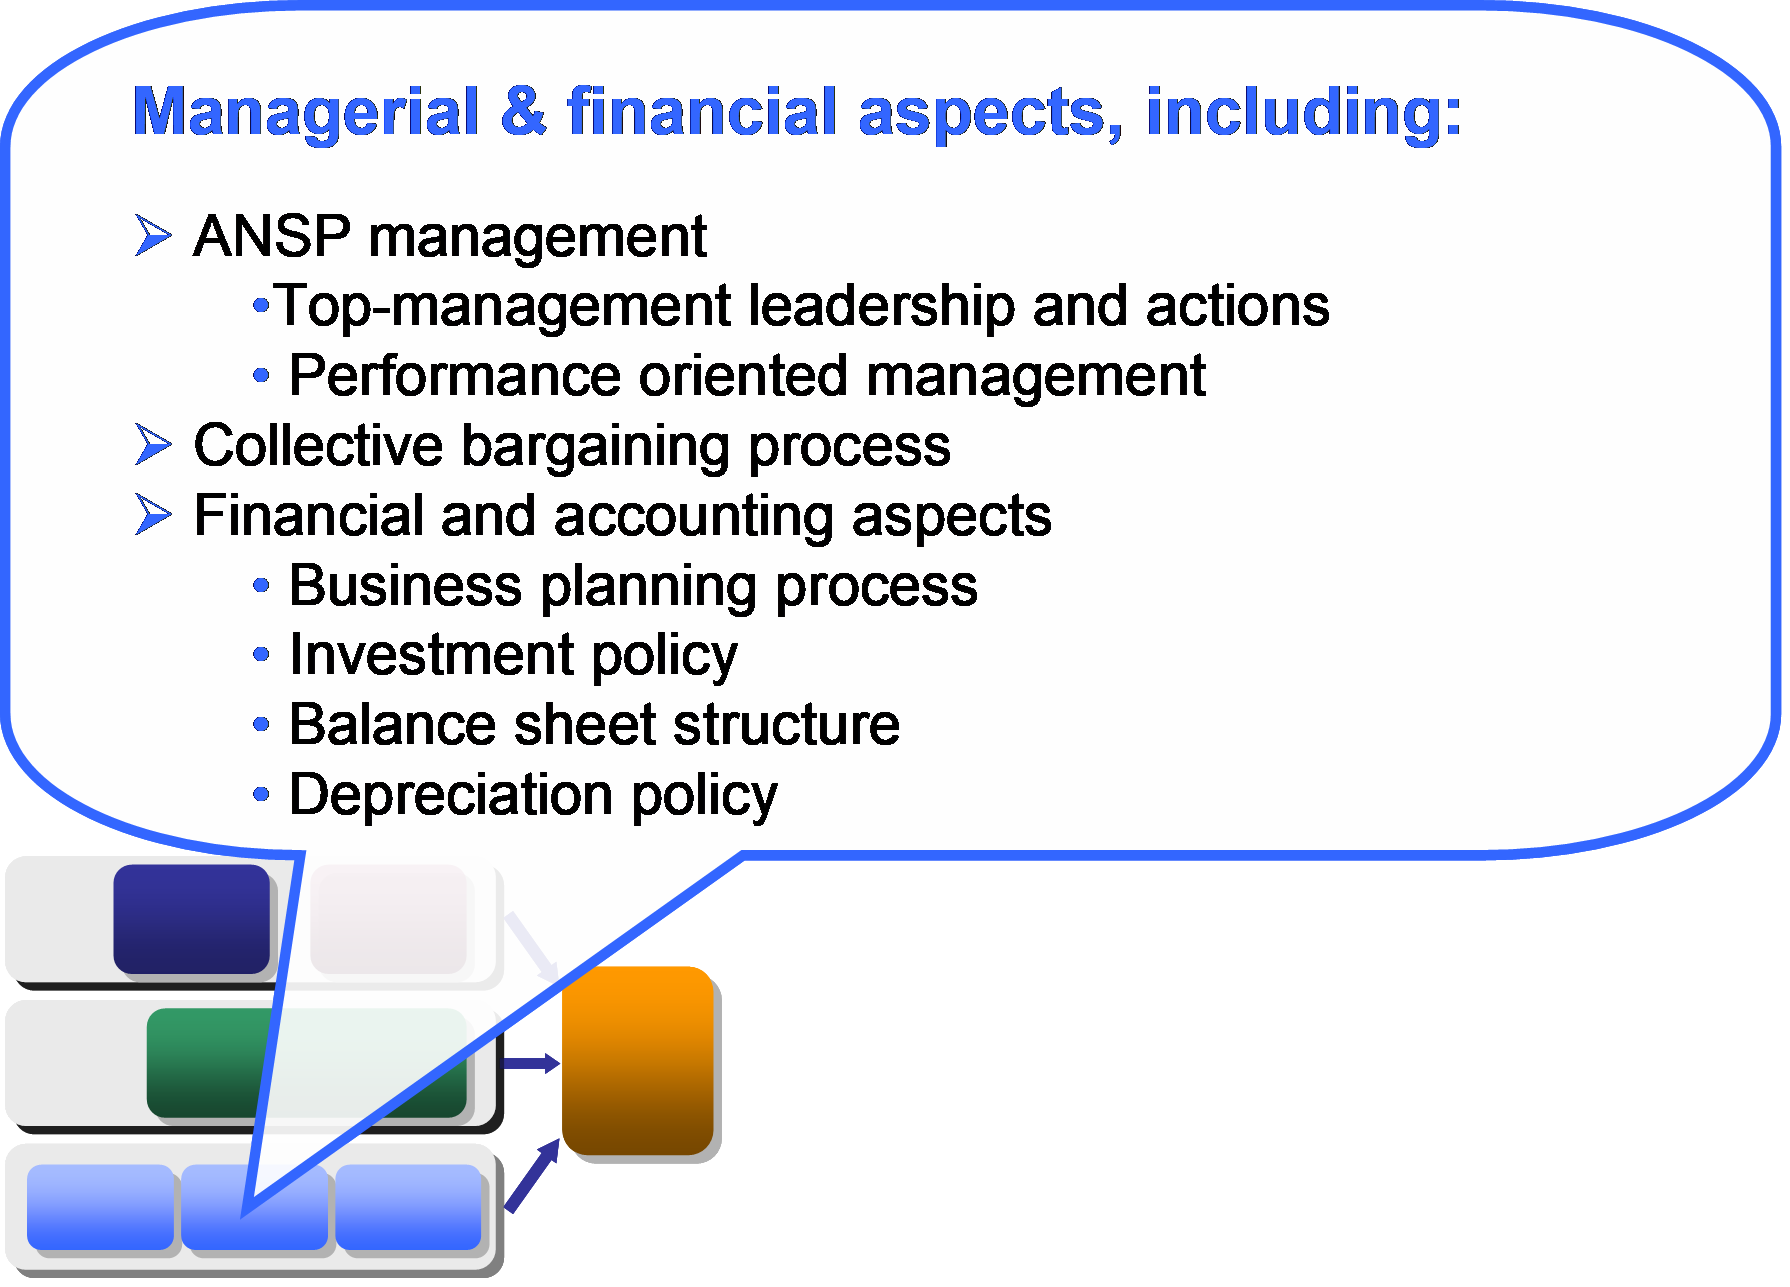 Managerial & financial aspects, including:
➢ ANSP management
•Top-management leadership and actions
• Performance oriented management
➢ Collective bargaining process
➢ Financial and accounting aspects
• Business planning process
• Investment policy
• Balance sheet structure
• Depreciation policy